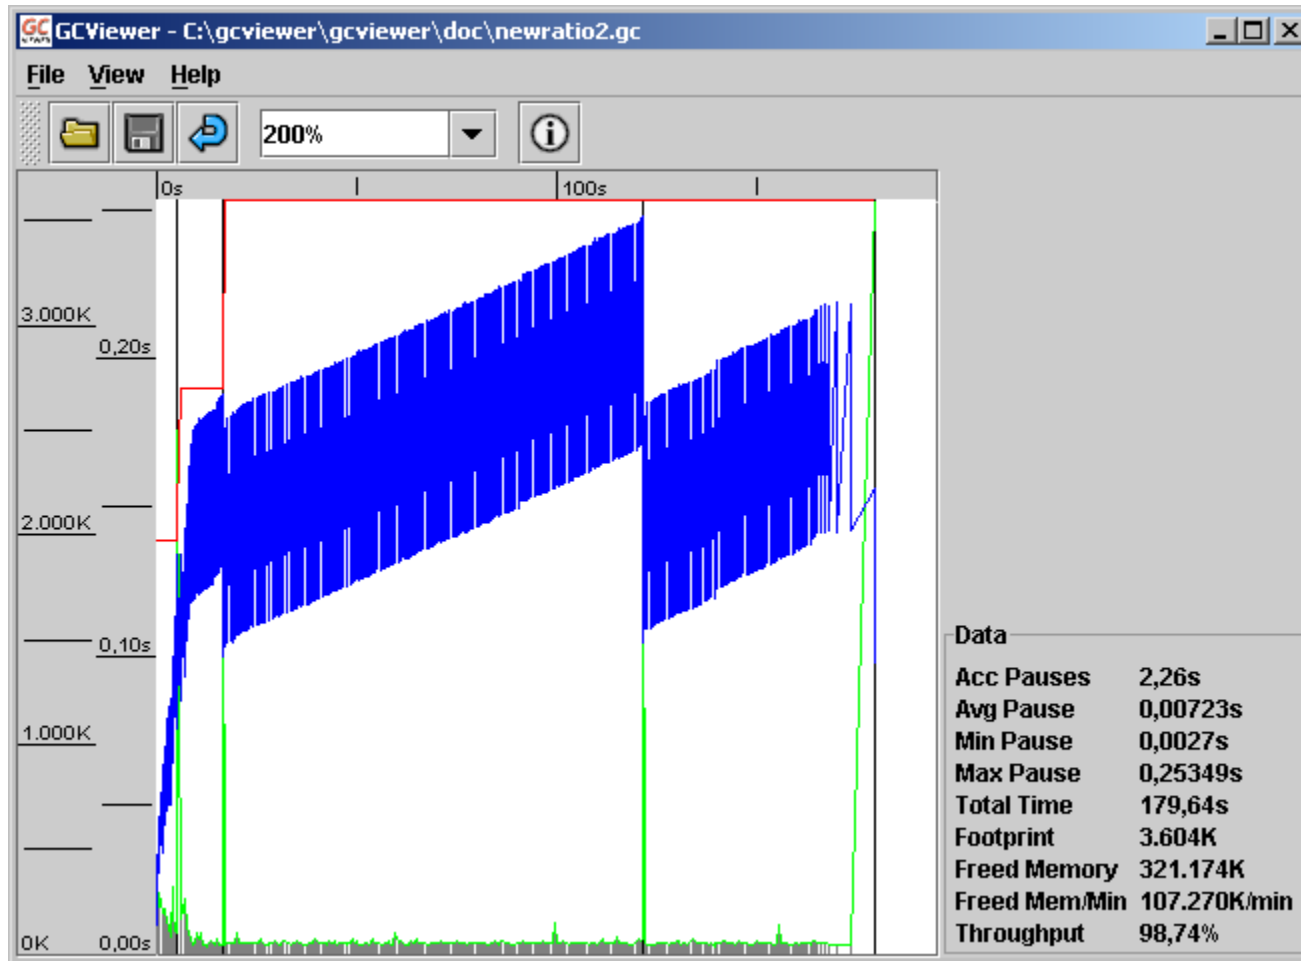 GCViewer - C:\gcviewer\gcviewer\doc\newratio2.gc
File View Help
200%
0s 100s
3.000K
0,20s
2.000K
0,10s
1.000K
0K 0,00s
Data
Acc Pauses 2,26s
Avg Pause 0,00723s
Min Pause 0,0027s
Max Pause 0,25349s
Total Time 179,64s
Footprint 3.604K
Freed Memory 321.174K
Freed Mem/Min 107.270K/min
Throughput 98,74%